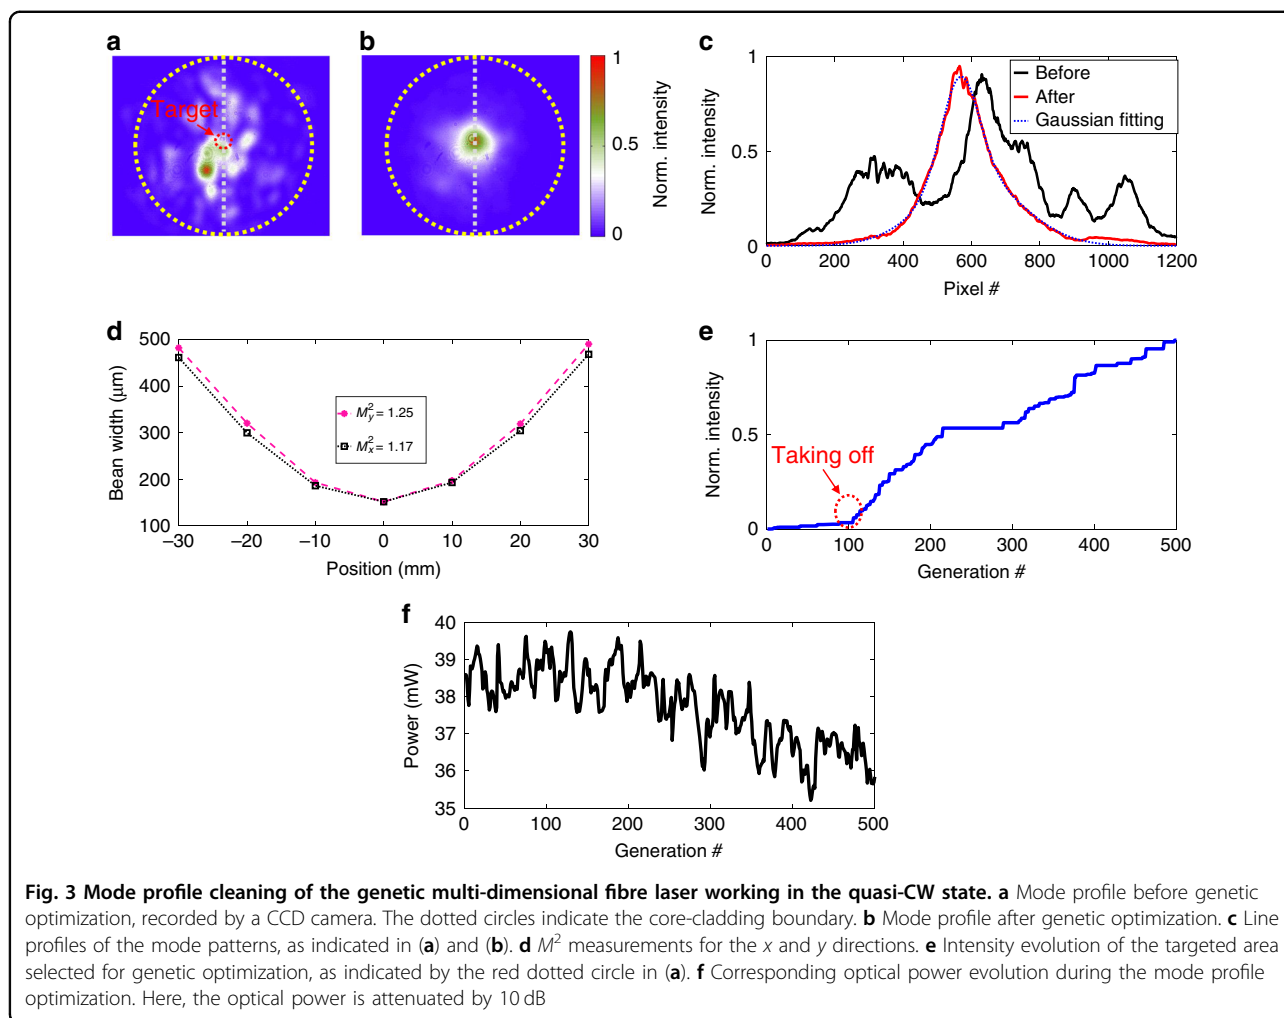 a
b
c
Target
1
0.5
0
Norm. intensity
1
0.5
0
Norm. intensity
Before
After
Gaussian fitting
0 200 400 600 800 1000 1200
Pixel #
d
500
400
300
200
100
Bean width (μm)
M²y = 1.25
M²x = 1.17
−30 −20 −10 0 10 20 30
Position (mm)
e
1
0.5
0
Norm. intensity
Taking off
0 100 200 300 400 500
Generation #
f
40
39
38
37
36
35
Power (mW)
0 100 200 300 400 500
Generation #
Fig. 3 Mode profile cleaning of the genetic multi-dimensional fibre laser working in the quasi-CW state. a Mode profile before genetic
optimization, recorded by a CCD camera. The dotted circles indicate the core-cladding boundary. b Mode profile after genetic optimization. c Line
profiles of the mode patterns, as indicated in (a) and (b). d M² measurements for the x and y directions. e Intensity evolution of the targeted area
selected for genetic optimization, as indicated by the red dotted circle in (a). f Corresponding optical power evolution during the mode profile
optimization. Here, the optical power is attenuated by 10 dB